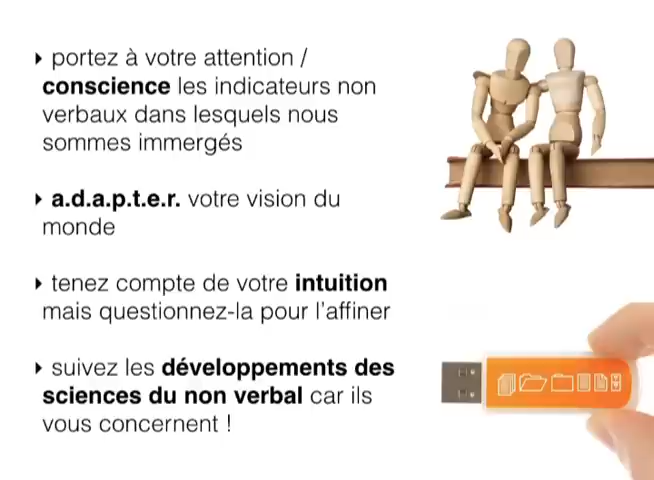 ‣ portez à votre attention /
conscience les indicateurs non
verbaux dans lesquels nous
sommes immergés
‣ a.d.a.p.t.e.r. votre vision du
monde
‣ tenez compte de votre intuition
mais questionnez-la pour l'affiner
‣ suivez les développements des
sciences du non verbal car ils
vous concernent !